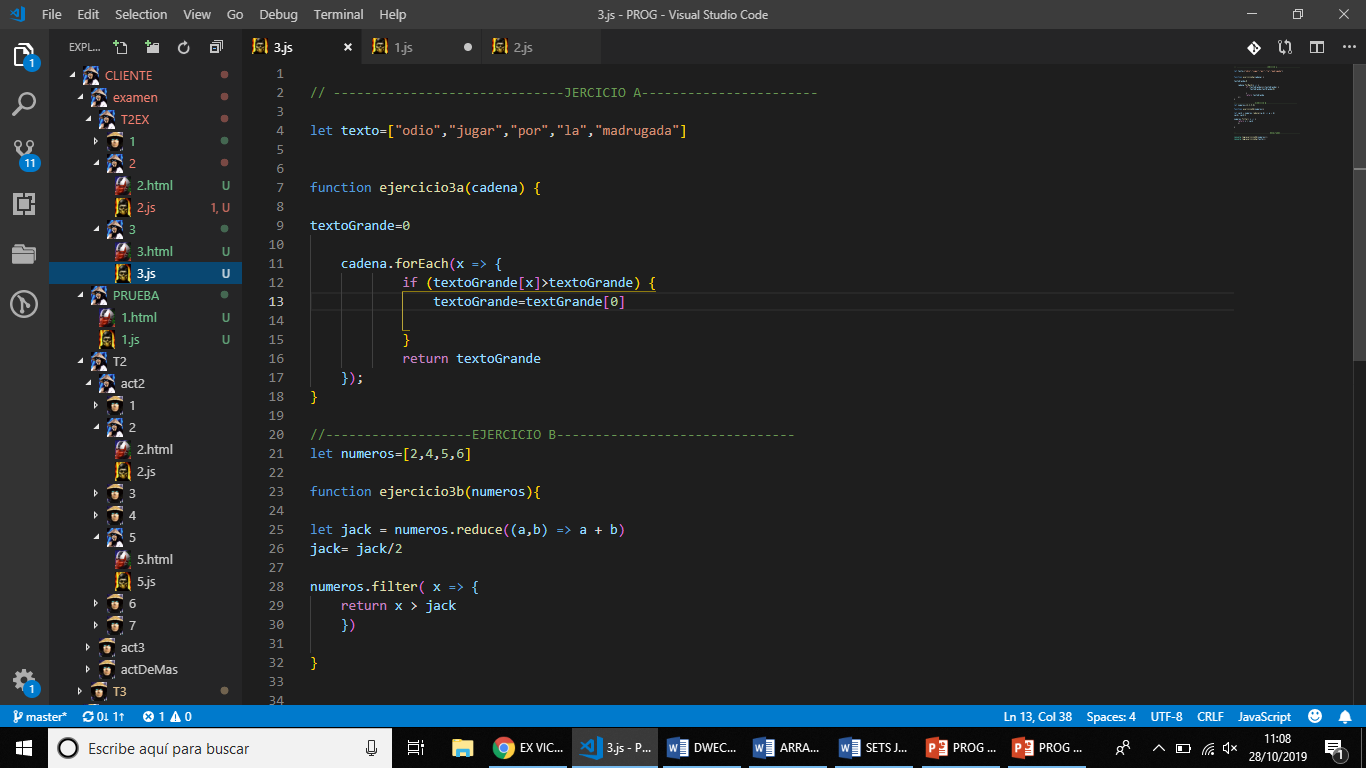 File Edit Selection View Go Debug Terminal Help
3.js - PROG - Visual Studio Code
EXPL...
3.js
1.js
2.js
CLIENTE
examen
T2EX
1
2
2.html U
2.js 1, U
3
3.html U
3.js U
PRUEBA
1.html U
1.js U
T2
act2
1
2
2.html
2.js
3
4
5
5.html
5.js
6
7
act3
actDeMas
T3
1
11
1
1
2 // ------------------------------JERCICIO A-----------------------
3
4 let texto=["odio","jugar","por","la","madrugada"]
5
6
7 function ejercicio3a(cadena) {
8
9 textoGrande=0
10
11 cadena.forEach(x => {
12 if (textoGrande[x]>textoGrande) {
13 textoGrande=textGrande[0]
14
15 }
16 return textoGrande
17 });
18 }
19
20 //-------------------EJERCICIO B-------------------------------
21 let numeros=[2,4,5,6]
22
23 function ejercicio3b(numeros){
24
25 let jack = numeros.reduce((a,b) => a + b)
26 jack= jack/2
27
28 numeros.filter( x => {
29 return x > jack
30 })
31
32 }
33
34
master* 0↓ 1↑ 1 0
Ln 13, Col 38 Spaces: 4 UTF-8 CRLF JavaScript
Escribe aquí para buscar
EX VIC...
3.js - P...
DWEC...
ARRA...
SETS J...
PROG ...
PROG ...
11:08
28/10/2019
1